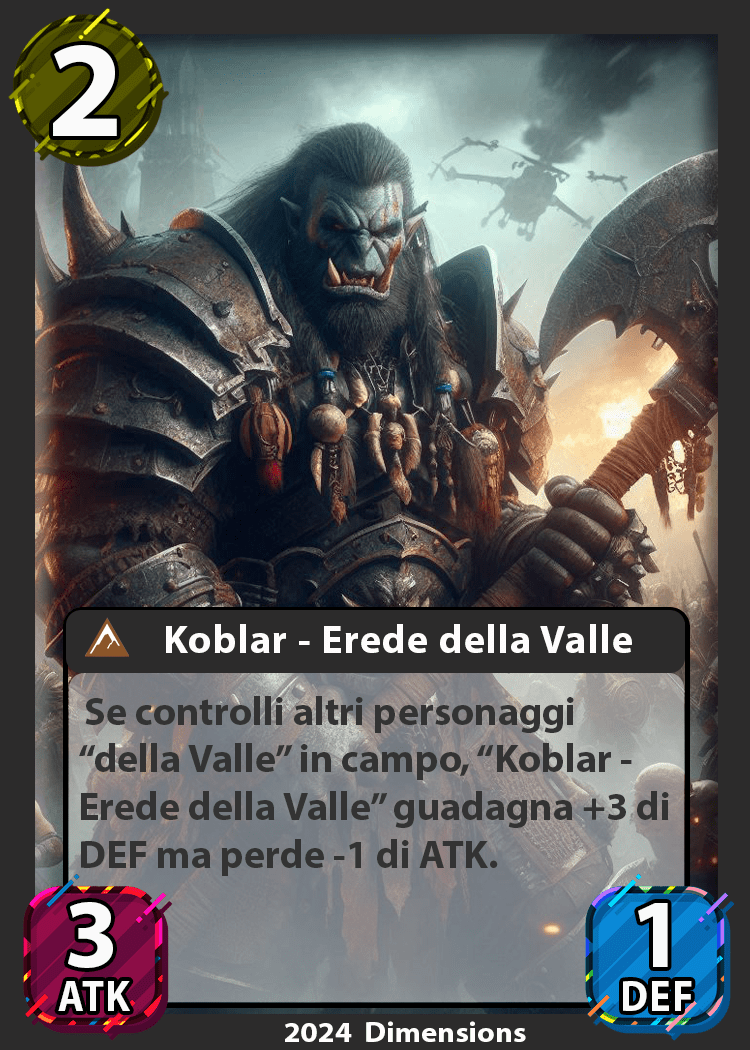 2
Koblar - Erede della Valle
Se controlli altri personaggi
“della Valle” in campo, “Koblar -
Erede della Valle” guadagna +3 di
DEF ma perde -1 di ATK.
3
ATK
1
DEF
2024 Dimensions